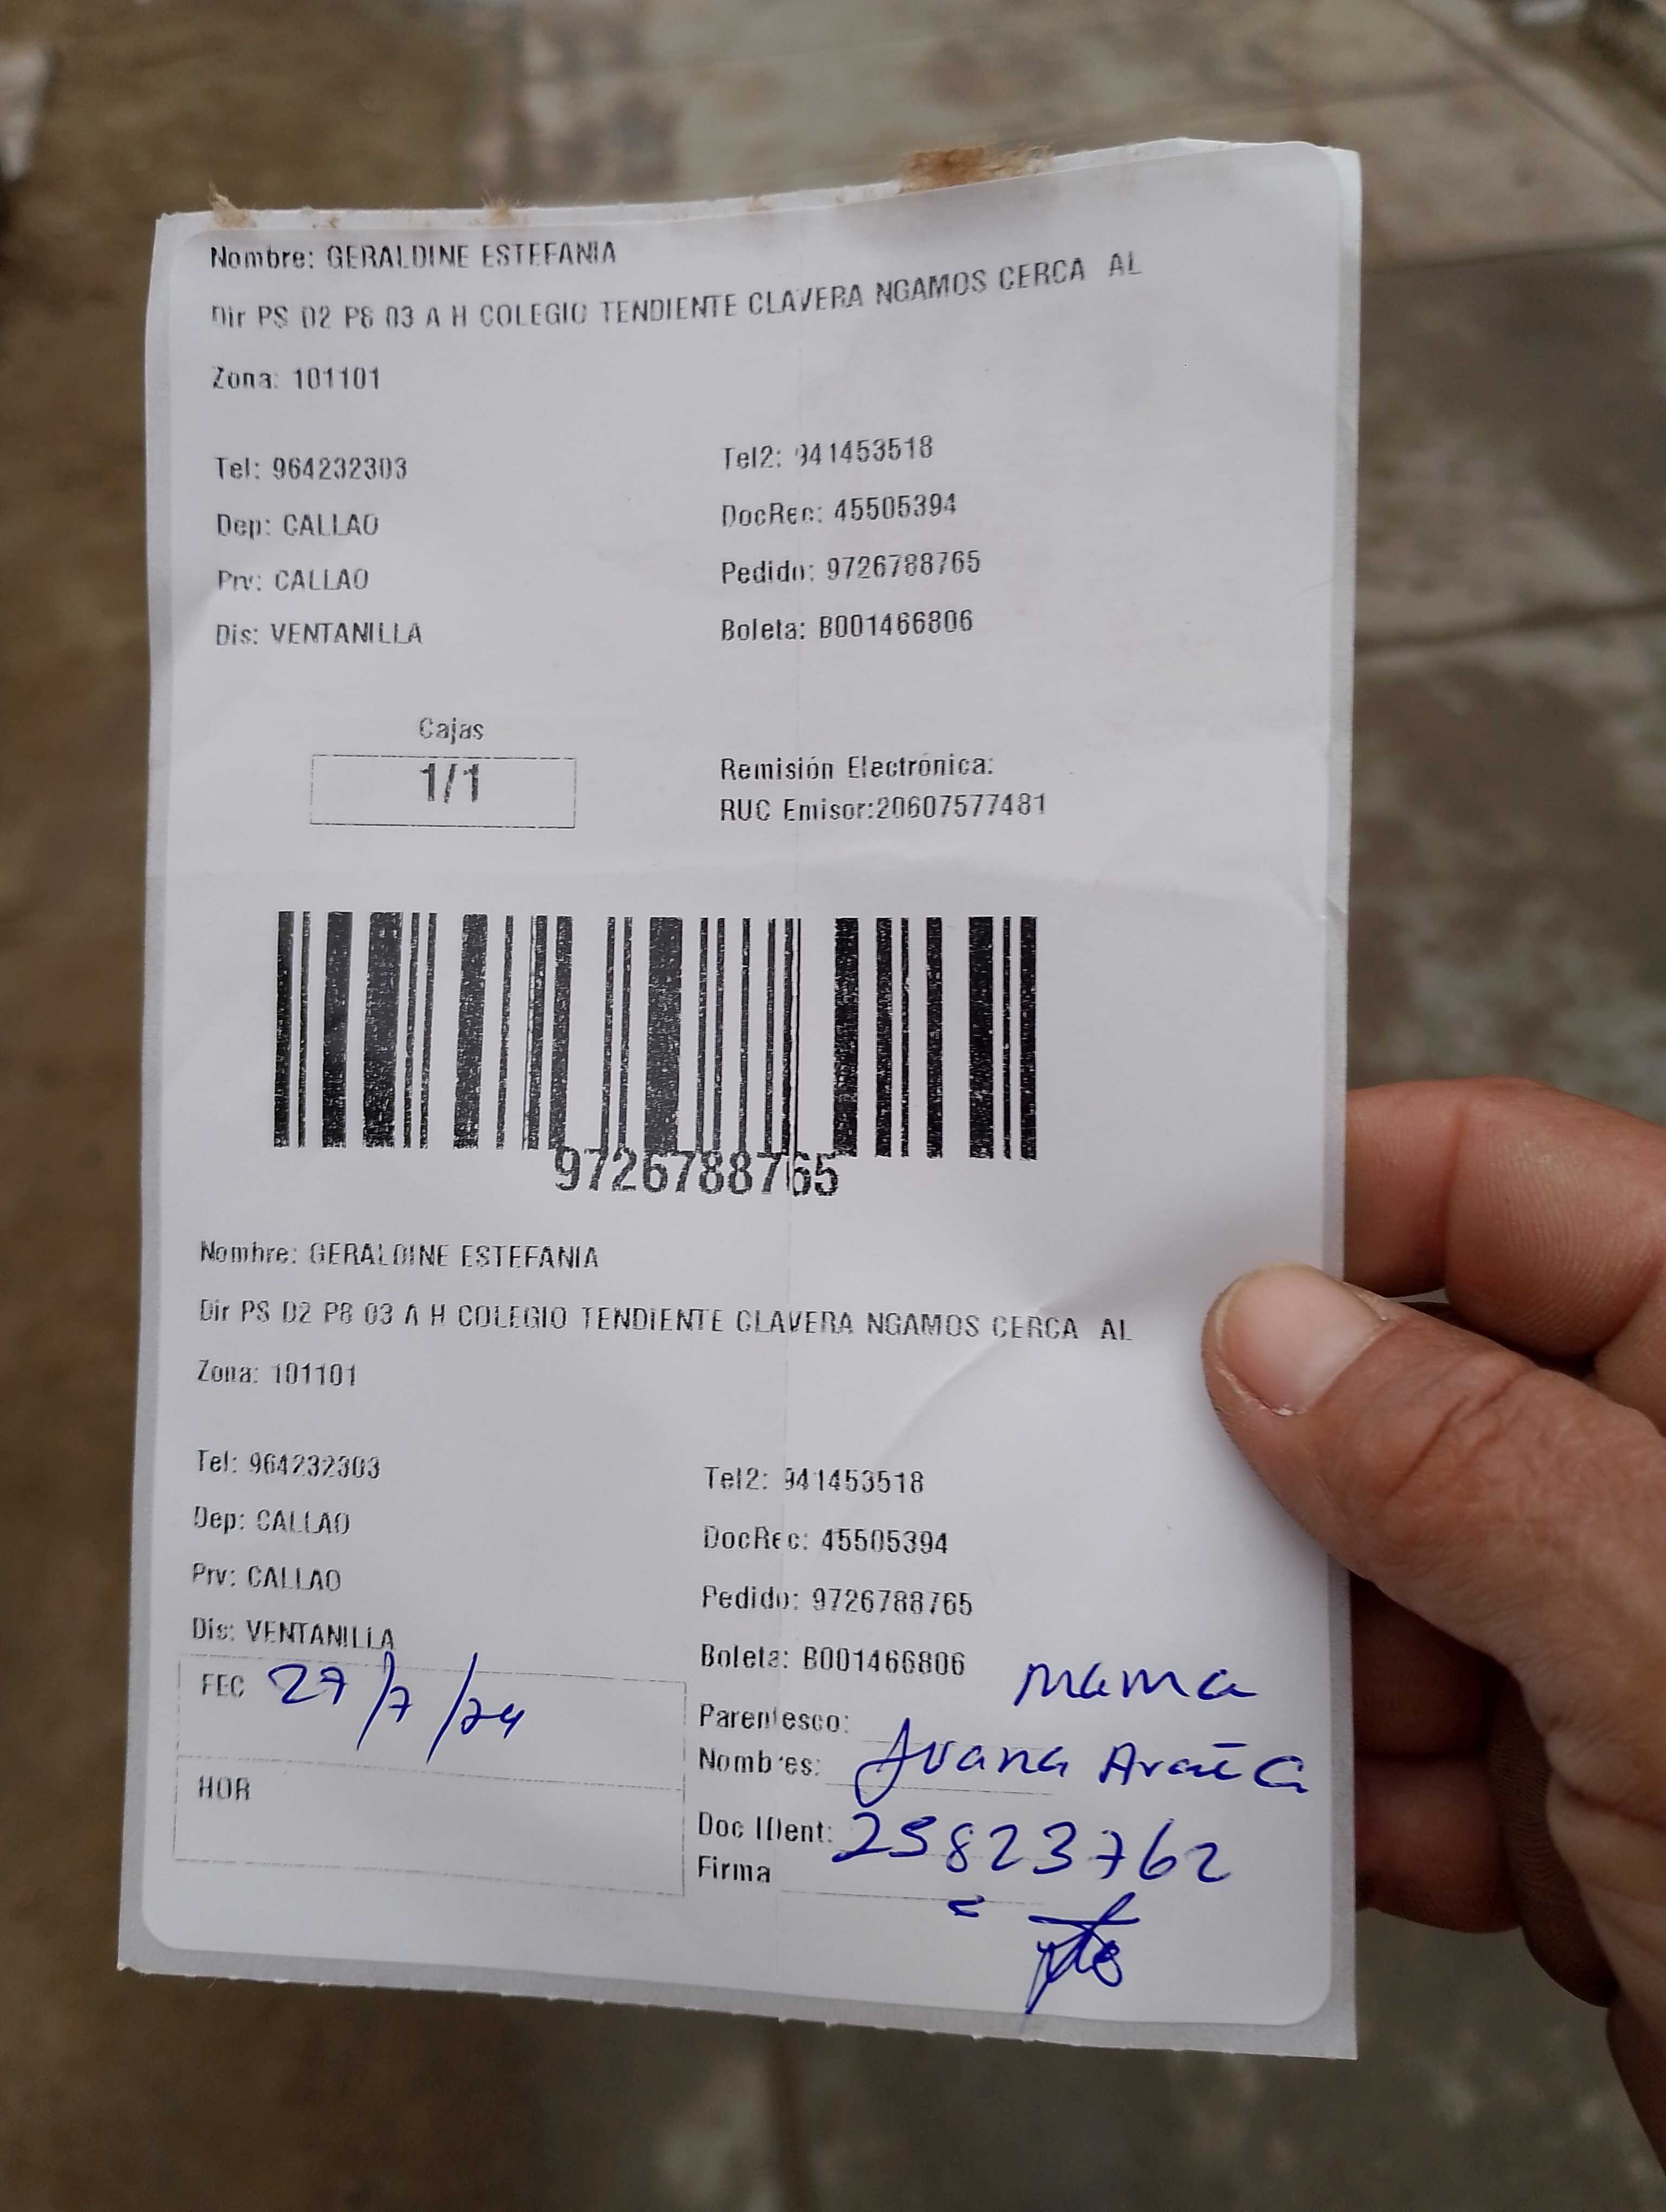 Nombre: GERALDINE ESTEFANIA
Dir PS D2 P8 03 A H COLEGIO TENDIENTE CLAVERA NGAMOS CERCA AL
Zona: 101101
Tel: 964232303
Tel2: 941453518
Dep: CALLAO
DocRec: 45505394
Prv: CALLAO
Pedido: 9726788765
Dis: VENTANILLA
Boleta: B001466806
Cajas
1/1
Remisión Electrónica:
RUC Emisor:20607577481
9726788765
Nombre: GERALDINE ESTEFANIA
Dir PS D2 P8 03 A H COLEGIO TENDIENTE CLAVERA NGAMOS CERCA AL
Zona: 101101
Tel: 964232303
Tel2: 941453518
Dep: CALLAO
DocRec: 45505394
Prv: CALLAO
Pedido: 9726788765
Dis: VENTANILLA
Boleta: B001466806
FEC 27/7/24
mama
Parentesco:
Nombres: Juana
HOR
Doc Ident: 25823762
Firma